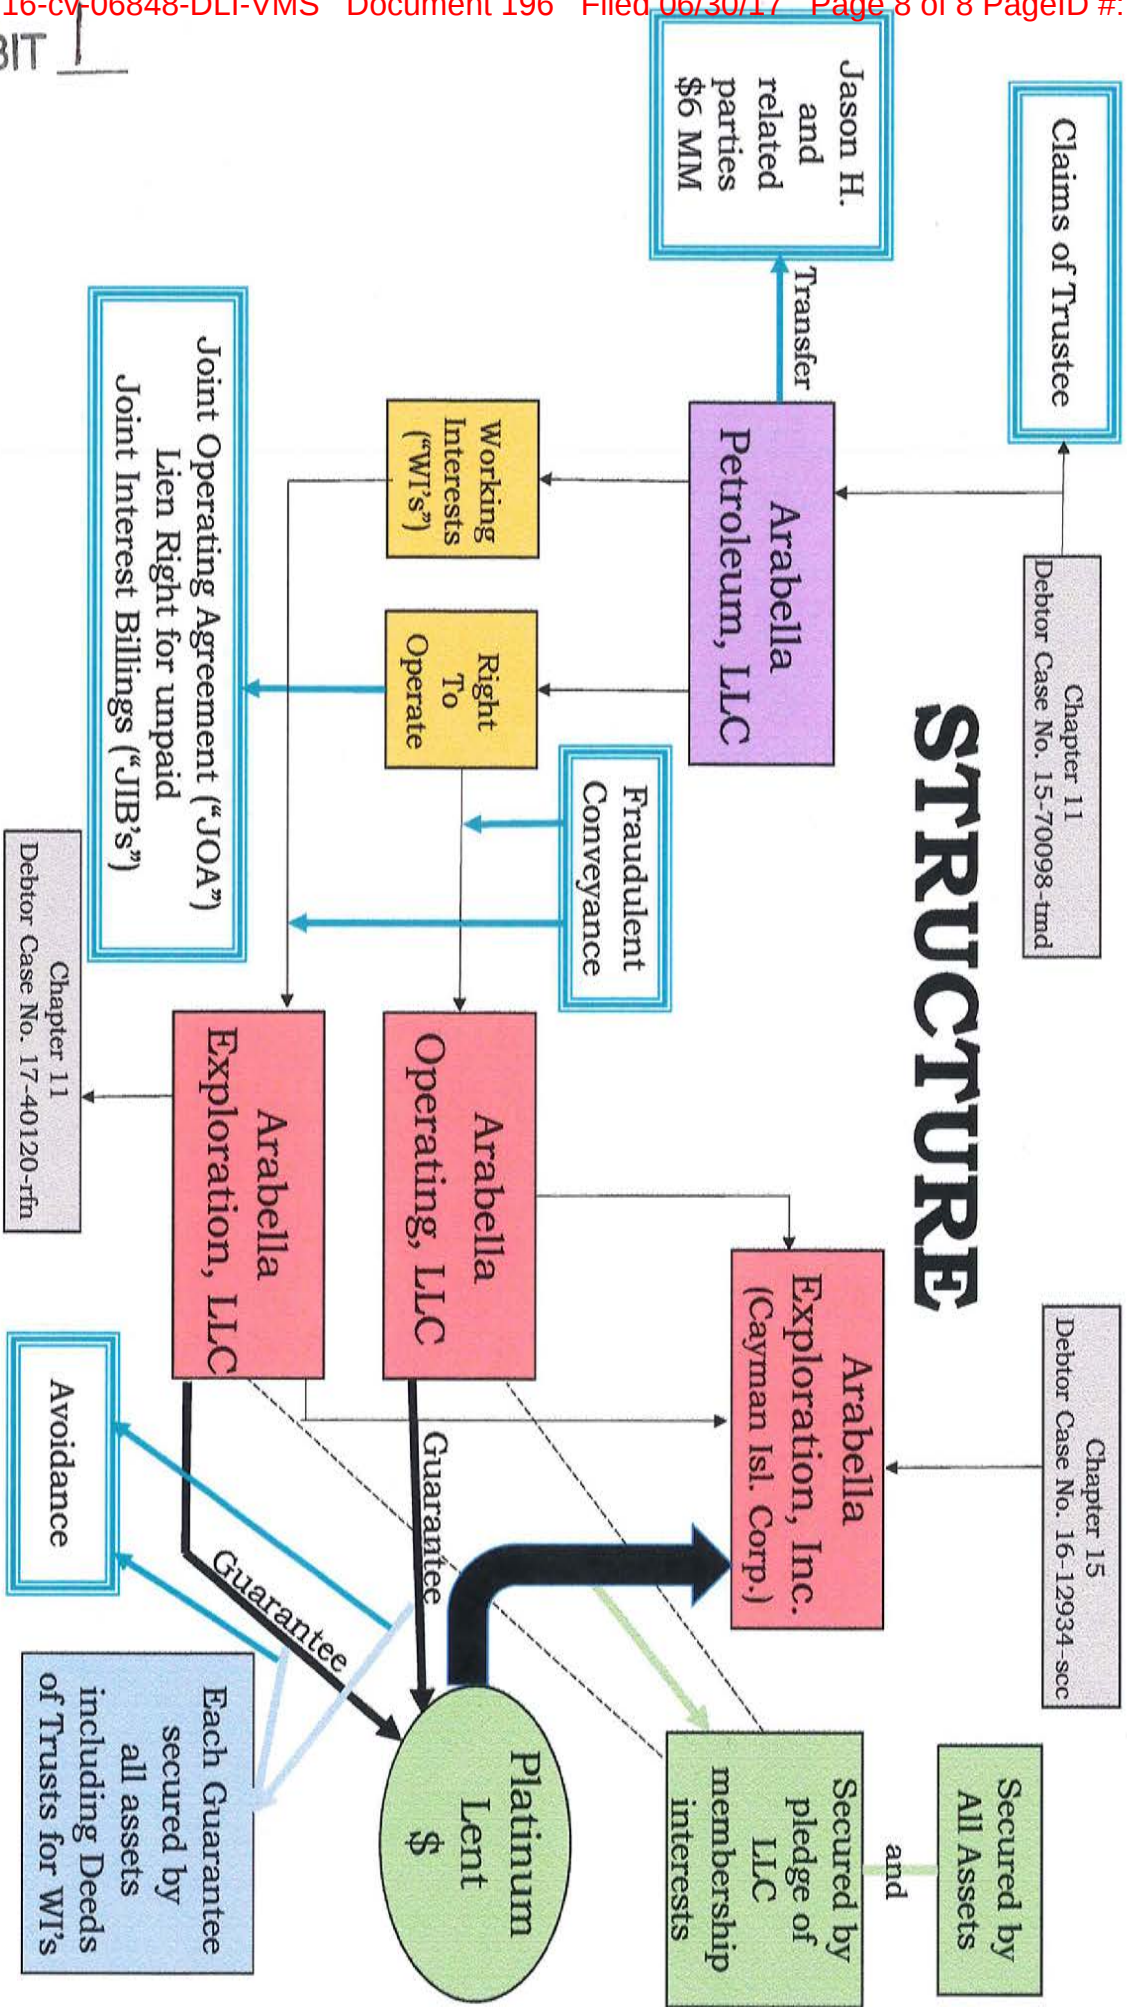 16-cv-06848-DLI-VMS Document 196 Filed 06/30/17 Page 8 of 8 PageID #:
BIT 1
STRUCTURE
Claims of Trustee
Chapter 11
Debtor Case No. 15-70098-tmd
Chapter 15
Debtor Case No. 16-12934-scc
Jason H.
and
related
parties
$6 MM
Transfer
Arabella
Petroleum, LLC
Fraudulent
Conveyance
Arabella
Exploration, Inc.
(Cayman Isl. Corp.)
Secured by
All Assets
and
Secured by
pledge of
LLC
membership
interests
Working
Interests
("WI's")
Right
To
Operate
Arabella
Operating, LLC
Guarantee
Platinum
Lent
$
Joint Operating Agreement ("JOA")
Lien Right for unpaid
Joint Interest Billings ("JIB's")
Arabella
Exploration, LLC
Guarantee
Each Guarantee
secured by
all assets
including Deeds
of Trusts for WI's
Chapter 11
Debtor Case No. 17-40120-rfn
Avoidance